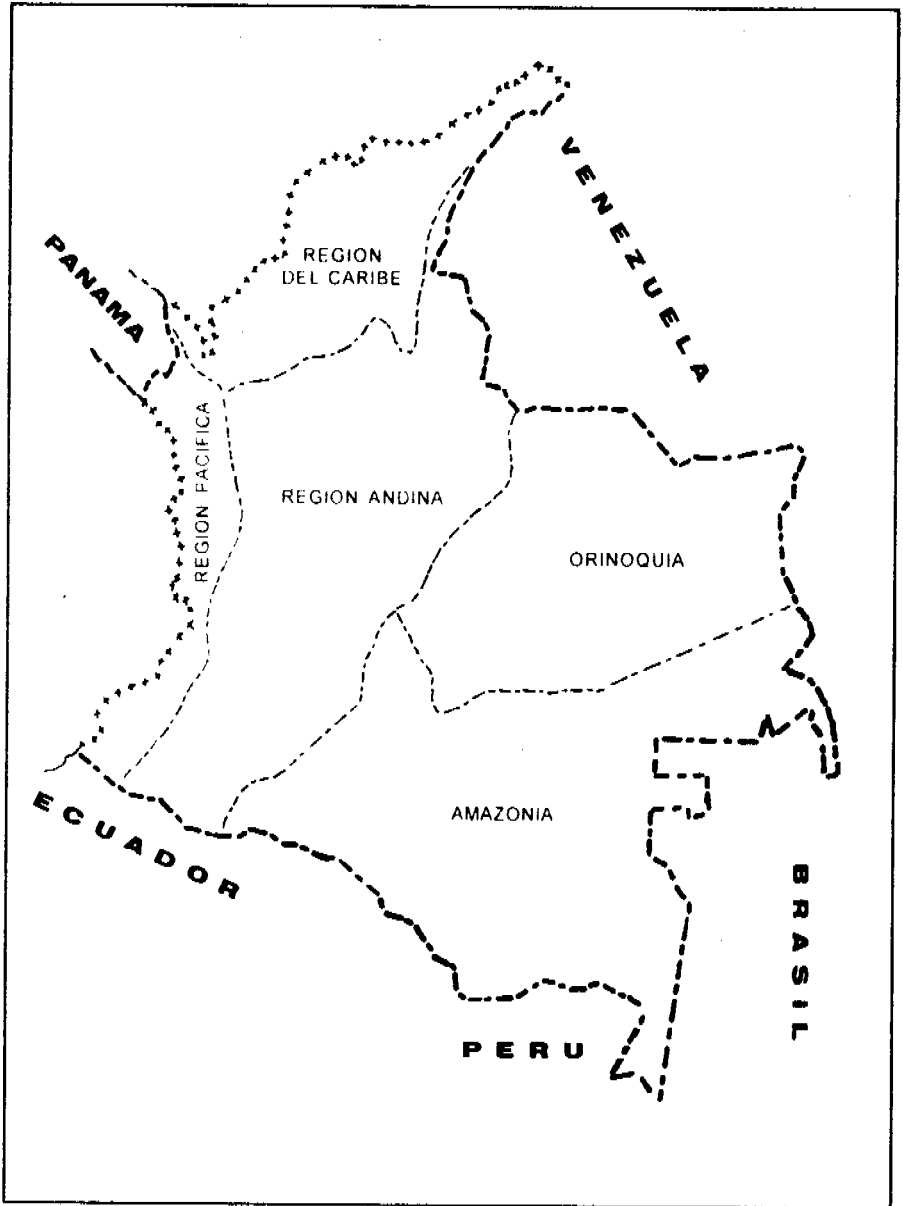 VENEZUELA
PANAMA
REGION
DEL CARIBE
REGION PACIFICA
REGION ANDINA
ORINOQUIA
AMAZONIA
ECUADOR
BRASIL
PERU